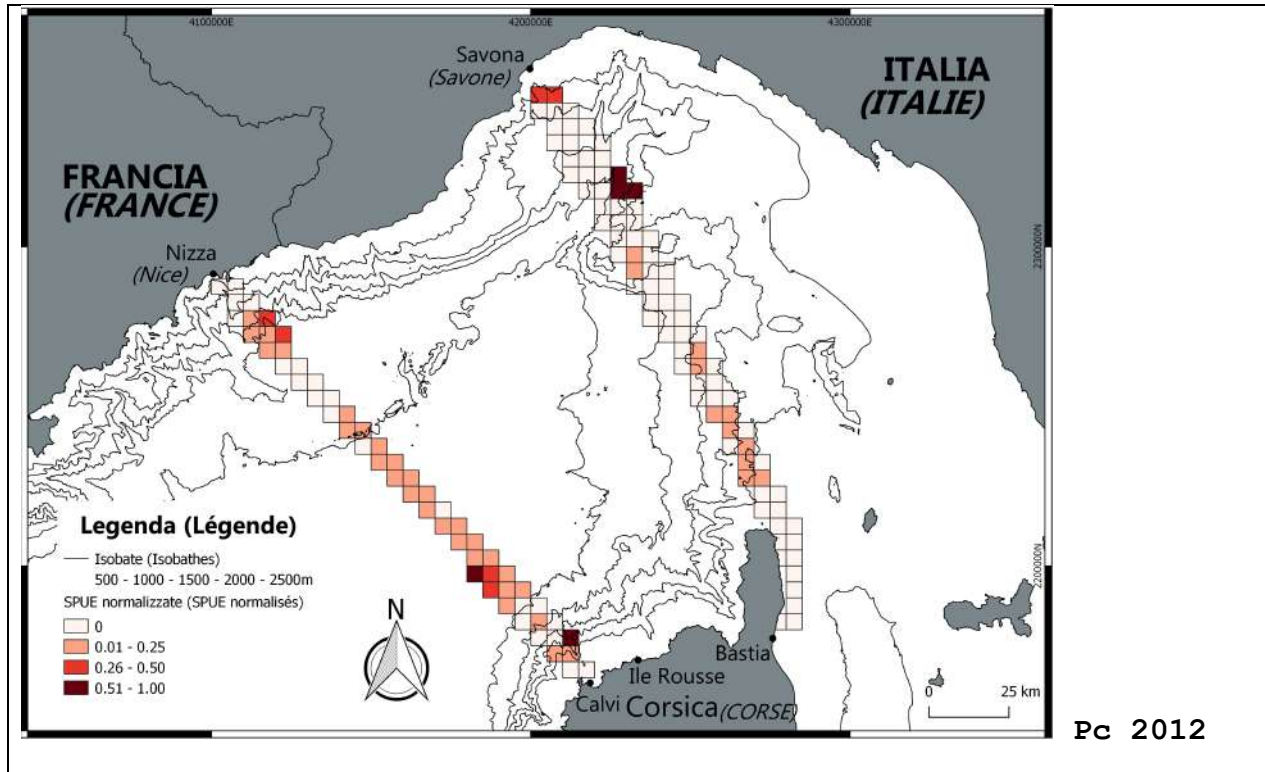 4100000E
4200000E
4300000E
Savona
(Savone)
ITALIA
(ITALIE)
FRANCIA
(FRANCE)
Nizza
(Nice)
2300000N
Legenda (Légende)
Isobate (Isobathes)
500 - 1000 - 1500 - 2000 - 2500m
SPUE normalizzate (SPUE normalisés)
0
0.01 - 0.25
0.26 - 0.50
0.51 - 1.00
N
2200000N
Bastia
Ile Rousse
Calvi
Corsica (CORSE)
0 25 km
Pc 2012